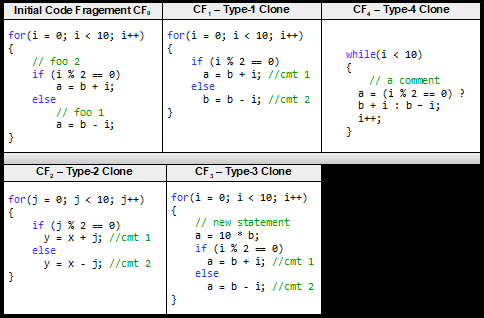 Initial Code Fragement CF₀
for(i = 0; i < 10; i++)
{
// foo 2
if (i % 2 == 0)
a = b + i;
else
// foo 1
a = b - i;
}
CF₁ – Type-1 Clone
for(i = 0; i < 10; i++)
{
if (i % 2 == 0)
a = b + i; //cmt 1
else
b = b - i; //cmt 2
}
CF₄ – Type-4 Clone
while(i < 10)
{
// a comment
a = (i % 2 == 0) ?
b + i : b - i;
i++;
}
CF₂ – Type-2 Clone
for(j = 0; j < 10; j++)
{
if (j % 2 == 0)
y = x + j; //cmt 1
else
y = x - j; //cmt 2
}
CF₃ – Type-3 Clone
for(i = 0; i < 10; i++)
{
// new statement
a = 10 * b;
if (i % 2 == 0)
a = b + i; //cmt 1
else
a = b - i; //cmt 2
}